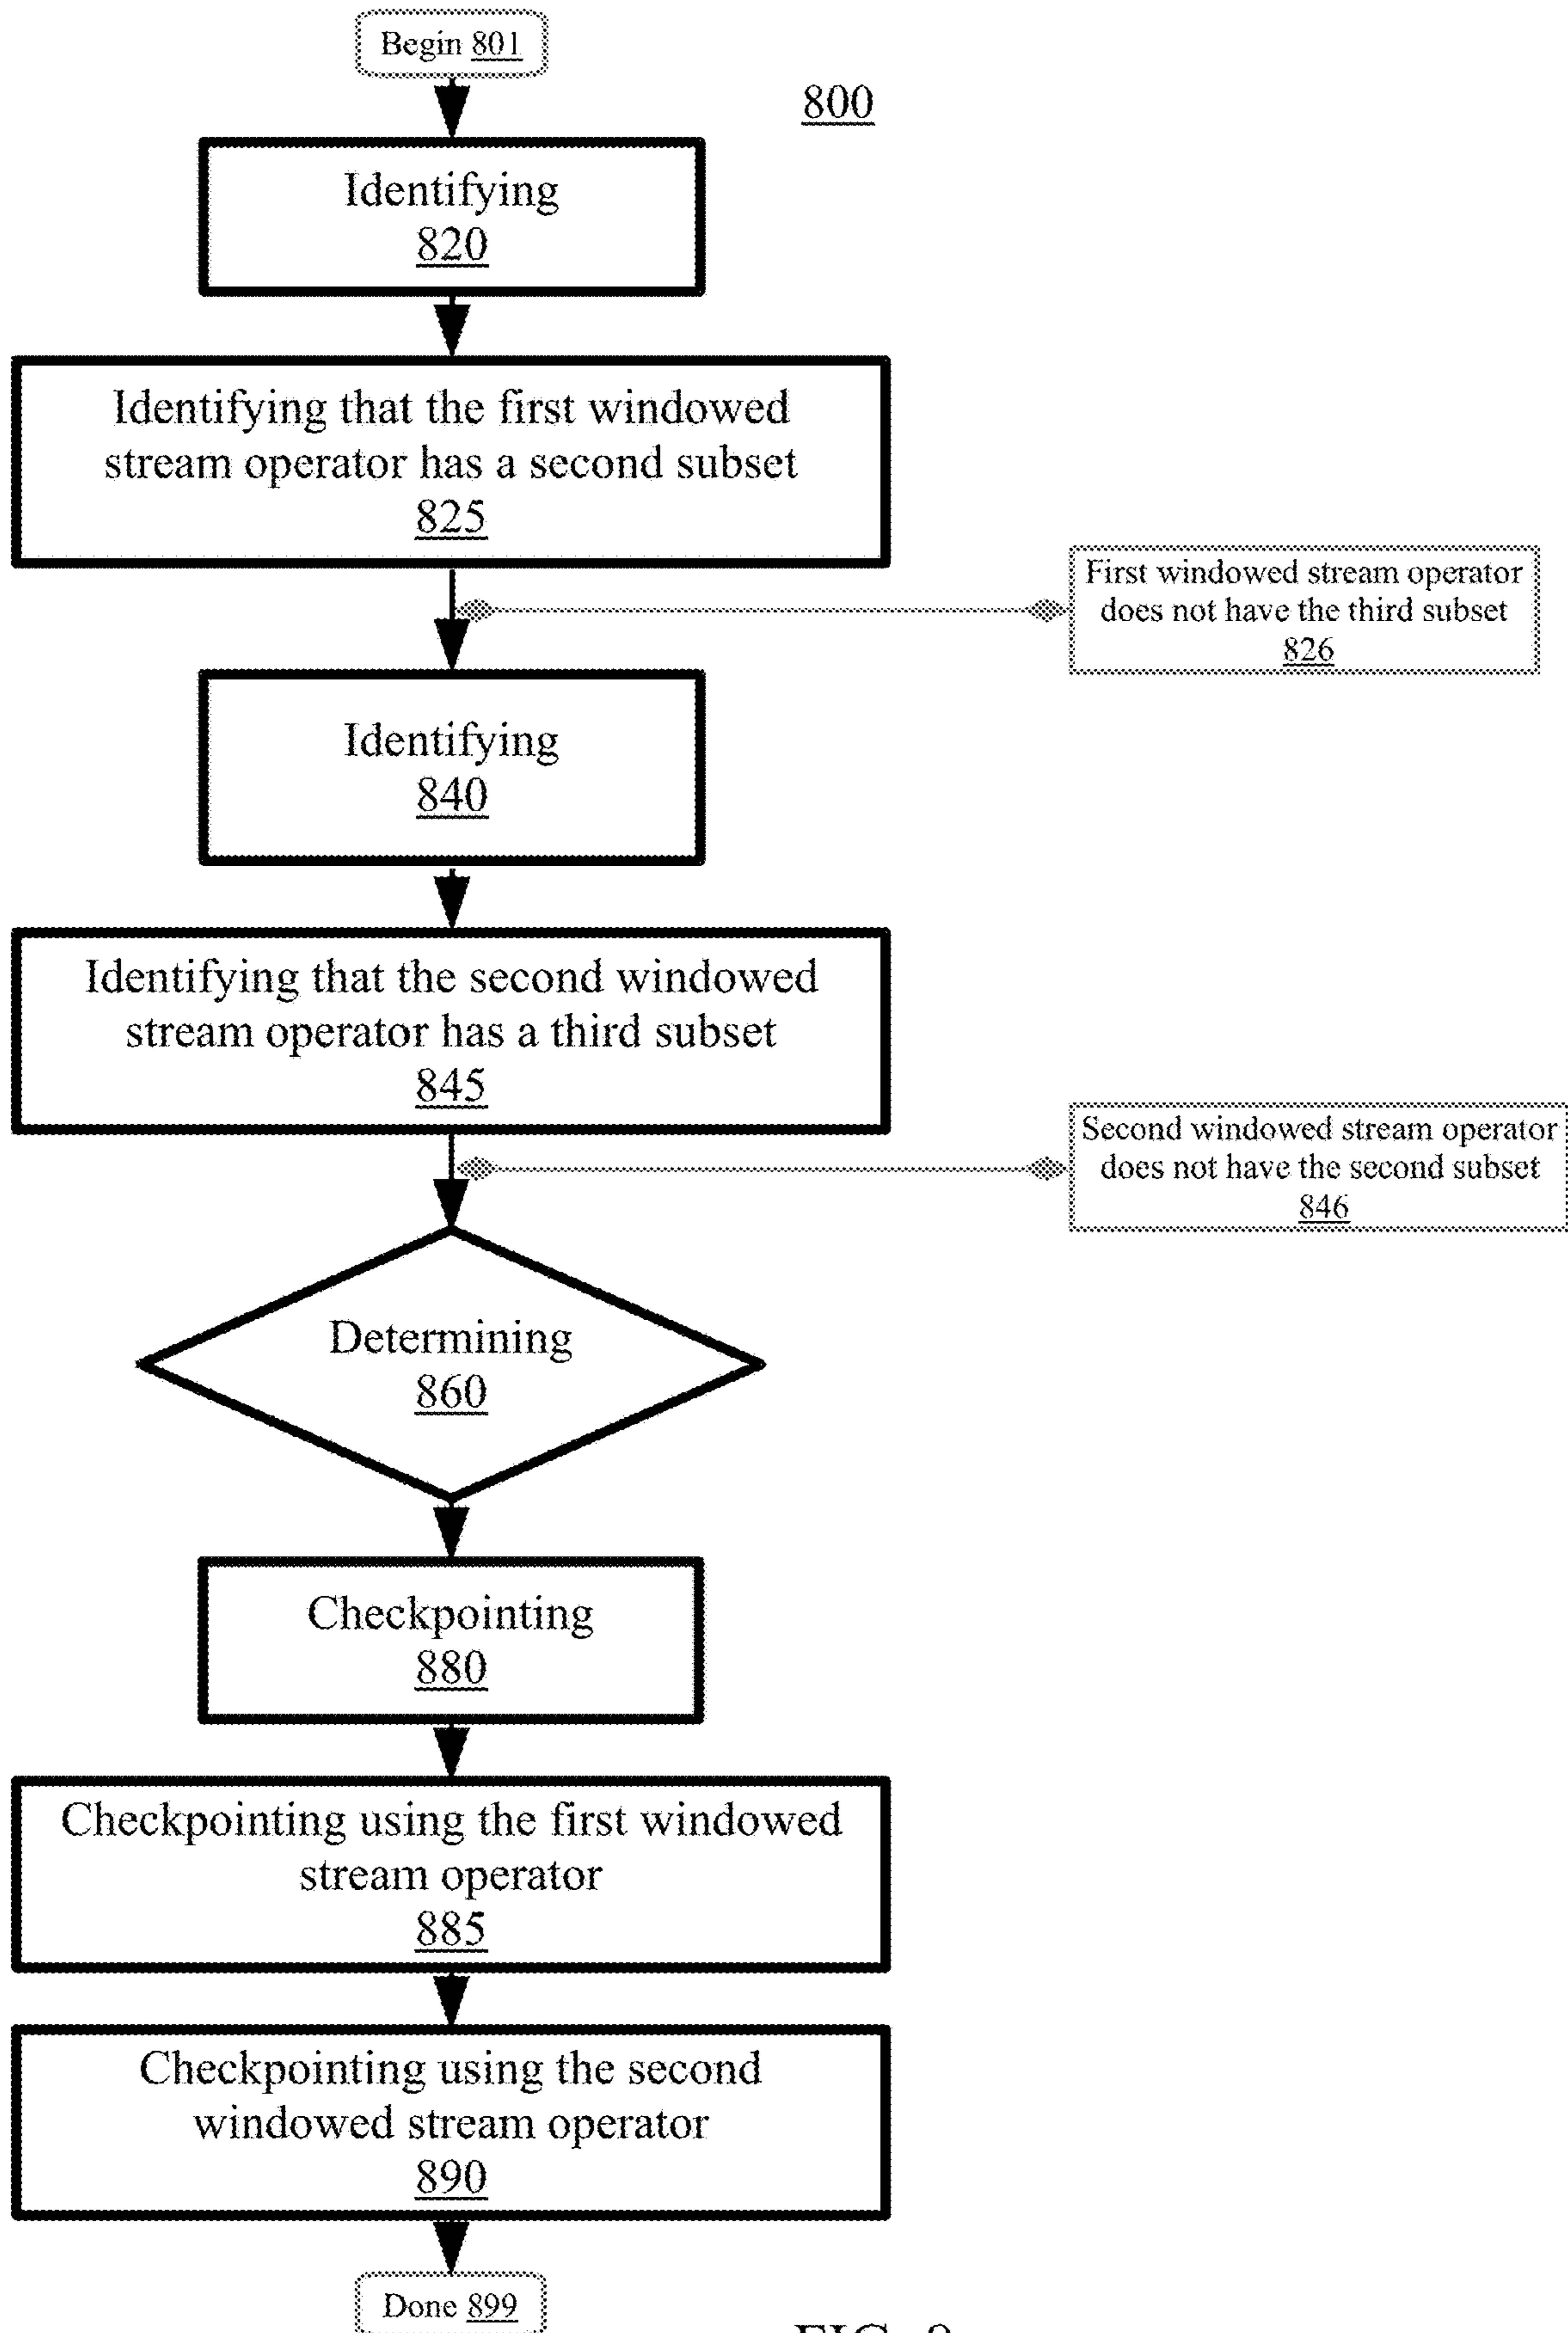 Begin 801
800
Identifying
820
Identifying that the first windowed
stream operator has a second subset
825
First windowed stream operator
does not have the third subset
826
Identifying
840
Identifying that the second windowed
stream operator has a third subset
845
Second windowed stream operator
does not have the second subset
846
Determining
860
Checkpointing
880
Checkpointing using the first windowed
stream operator
885
Checkpointing using the second
windowed stream operator
890
Done 899